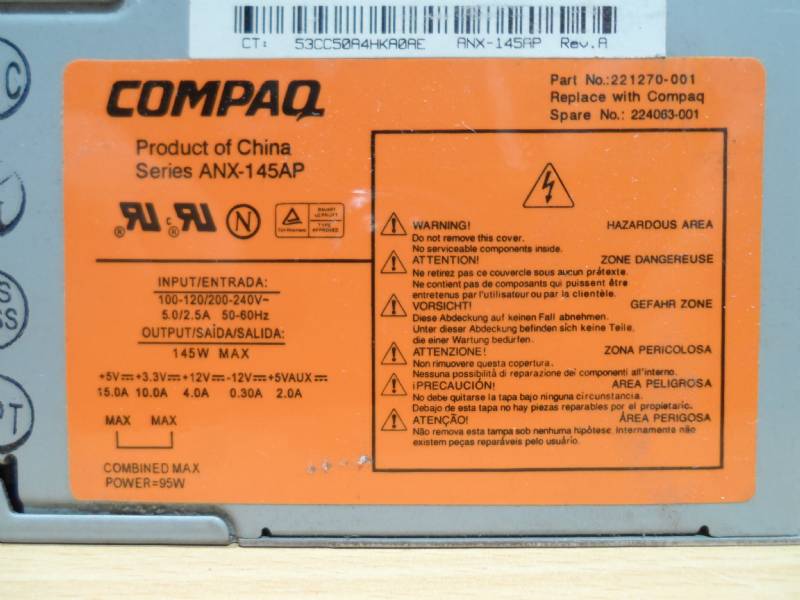 CT: 53CC50A4HKA0AE ANX-145AP Rev.A
COMPAQ
Part No.:221270-001
Replace with Compaq
Spare No.: 224063-001
Product of China
Series ANX-145AP
N
TYPE
APPROVED
INPUT/ENTRADA:
100-120/200-240V~
5.0/2.5A 50-60Hz
OUTPUT/SAÍDA/SALIDA:
145W MAX
+5V +3.3V +12V -12V +5VAUX
15.0A 10.0A 4.0A 0.30A 2.0A
MAX MAX
COMBINED MAX
POWER=95W
WARNING! HAZARDOUS AREA
Do not remove this cover.
No serviceable components inside.
ATTENTION! ZONE DANGEREUSE
Ne retirez pas ce couvercle sous aucun prétexte.
Ne contient pas de composants qui puissent être
entretenus par l'utilisateur ou par la clientèle.
VORSICHT! GEFAHR ZONE
Diese Abdeckung auf keinen Fall abnehmen.
Unter dieser Abdeckung befinden sich keine Teile,
die einer Wartung bedürfen.
ATTENZIONE! ZONA PERICOLOSA
Non rimuovere questa copertura.
Nessuna possibilità di reparazione dei componenti all'interno.
¡PRECAUCIÓN! AREA PELIGROSA
No debe quitarse la tapa bajo ninguna circunstancia.
Debajo de esta tapa no hay piezas reparables por el propietario.
ATENÇÃO! ÁREA PERIGOSA
Não remova esta tampa sob nenhuma hipótese. Internamente não
existem peças reparáveis pelo usuário.